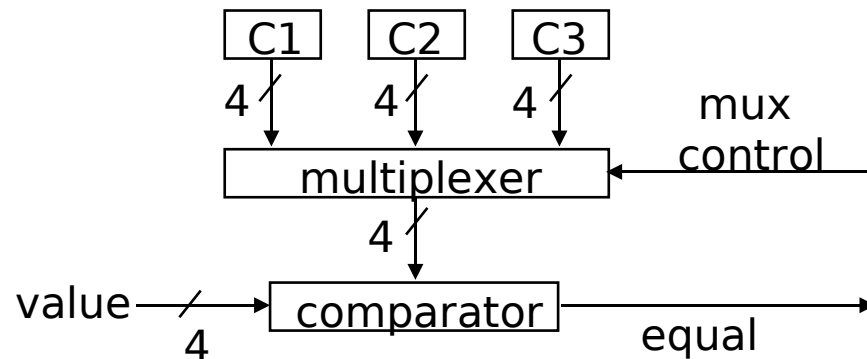 C1 C2 C3
4 4 4
mux
control
multiplexer
4
value
comparator
4
equal